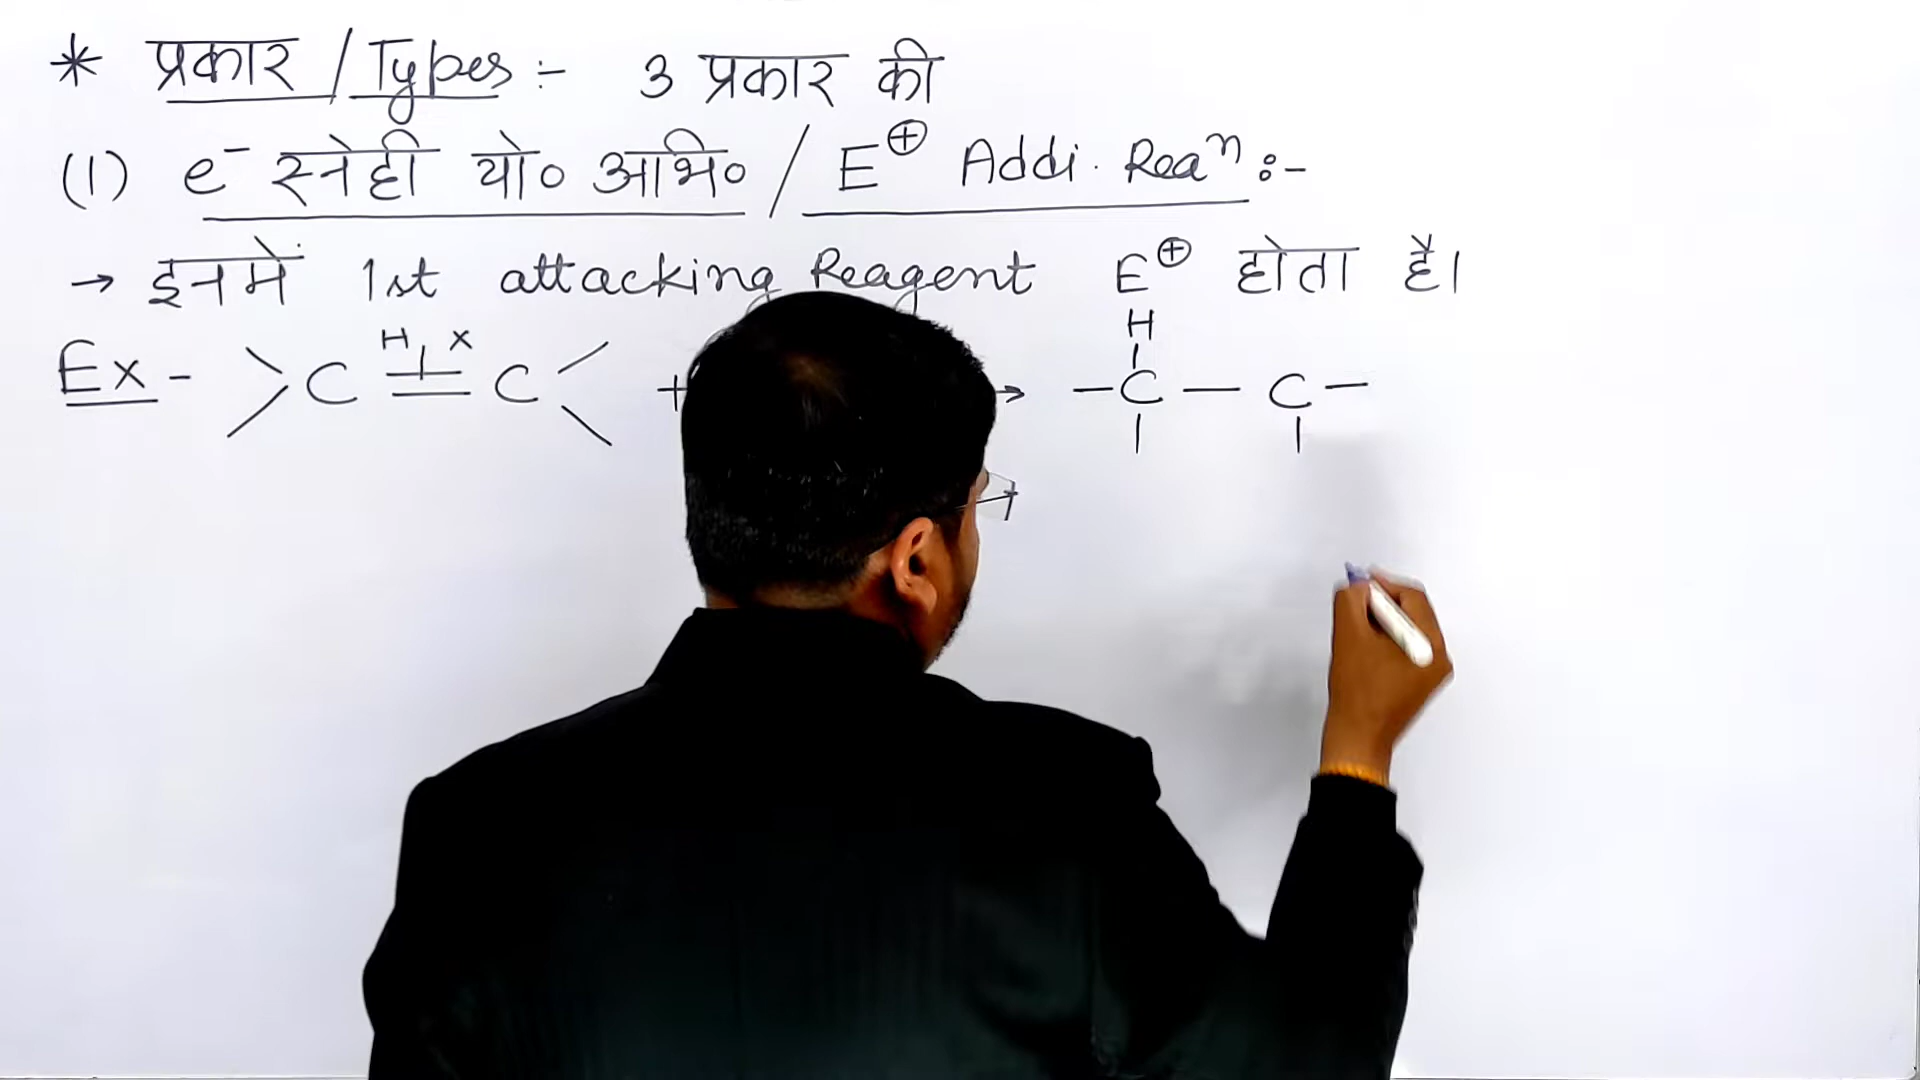 * प्रकार / Types :- 3 प्रकार की
(1) e⁻ स्नेही यो० अभि० / E⊕ Addi. Reaⁿ :-
→ इनमें 1st attacking Reagent E⊕ होता है।
H
Ex - >C H = X C< + → -C - C-